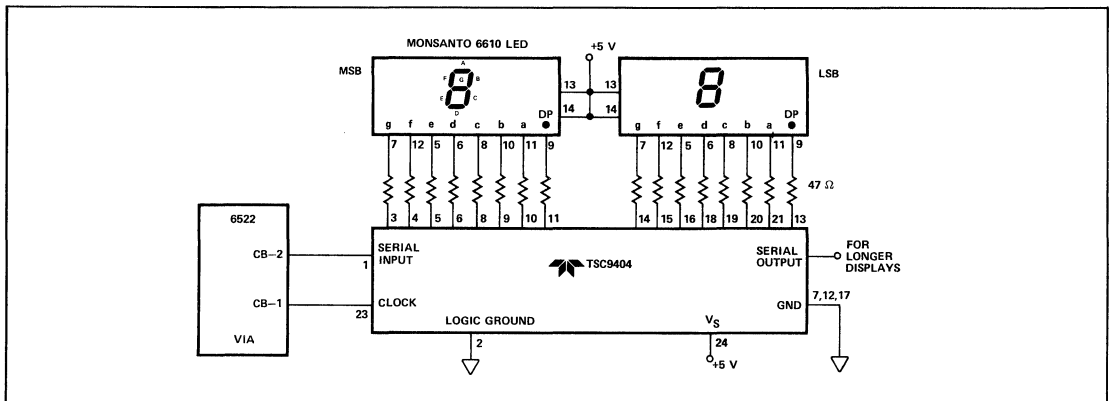 MONSANTO 6610 LED
+5 V
MSB
LSB
A
F G B
E C
D
13 13
14 14
DP
DP
g f e d c b a
g f e d c b a
7 12 5 6 8 10 11 9
7 12 5 6 8 10 11 9
47 Ω
3 4 5 6 8 9 10 11
14 15 16 18 19 20 21 13
6522
CB–2
CB–1
VIA
1
23
SERIAL
INPUT
CLOCK
TSC9404
LOGIC GROUND
2
VS
24
+5 V
SERIAL
OUTPUT
FOR
LONGER
DISPLAYS
GND
7,12,17